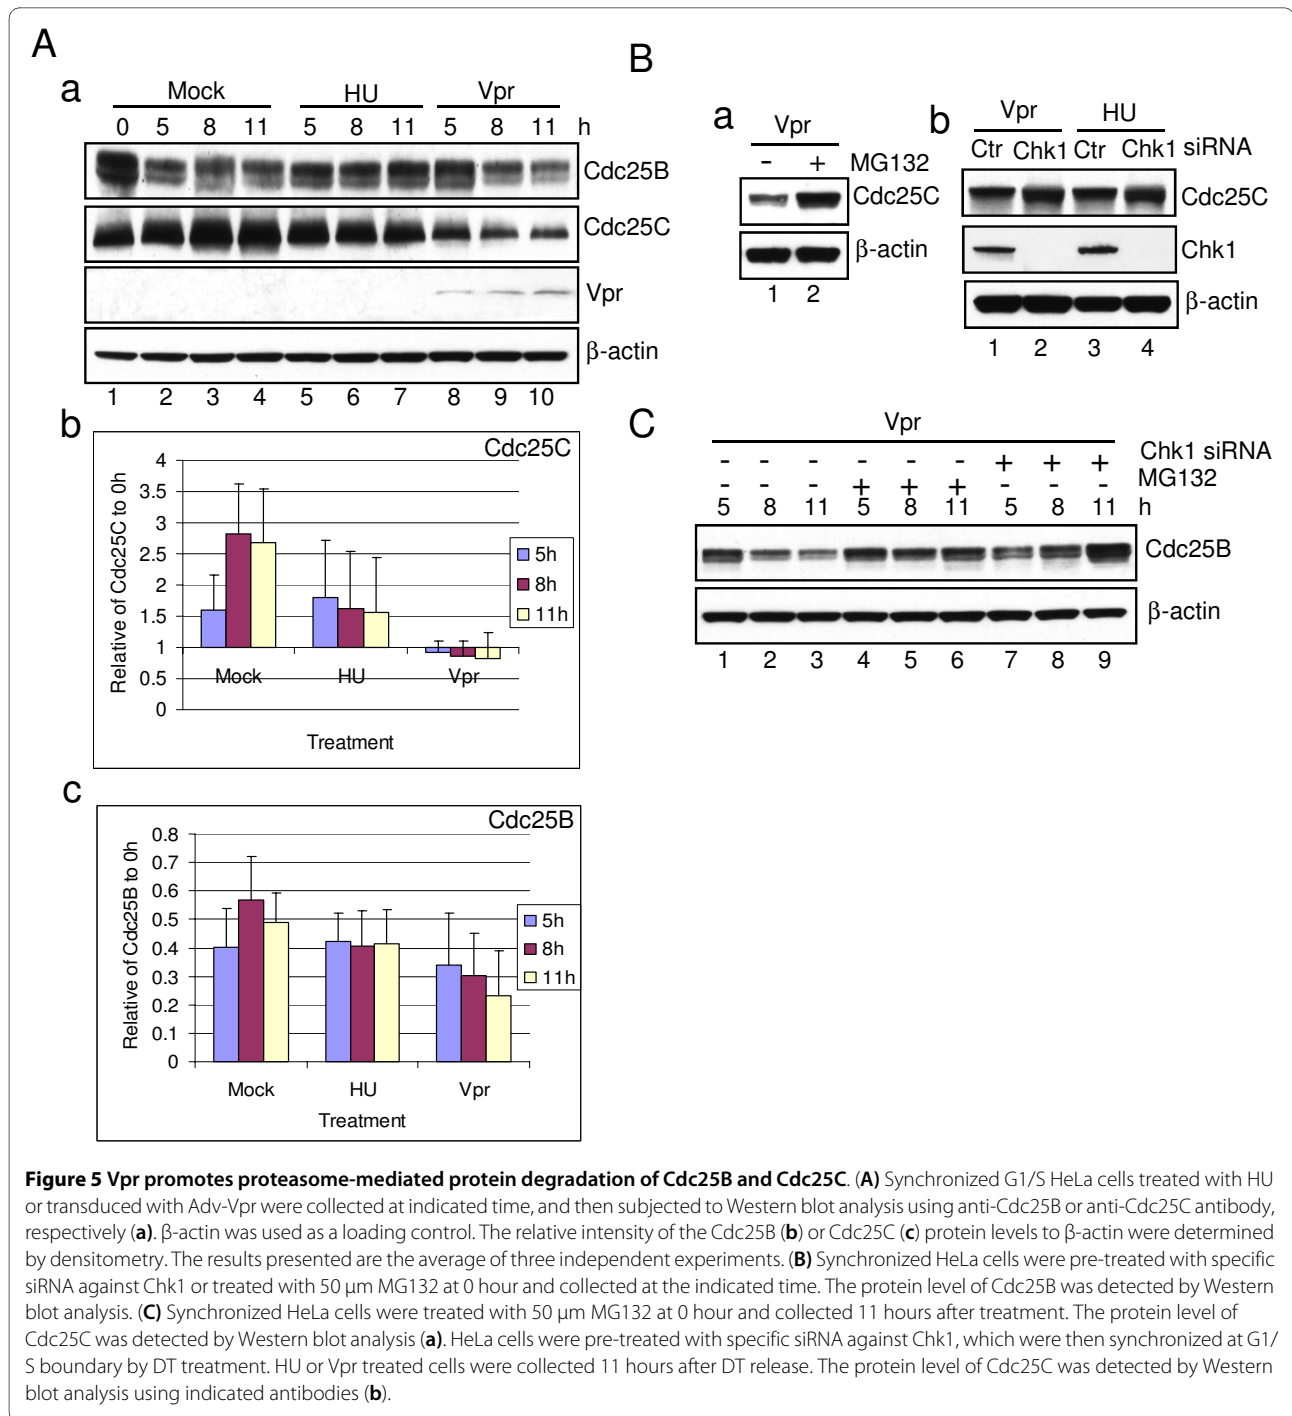 A
a
Mock HU Vpr
0 5 8 11 5 8 11 5 8 11 h
Cdc25B
Cdc25C
Vpr
β-actin
1 2 3 4 5 6 7 8 9 10
b
Cdc25C
Relative of Cdc25C to 0h
4
3.5
3
2.5
2
1.5
1
0.5
0
Mock HU Vpr
Treatment
5h
8h
11h
c
Cdc25B
Relative of Cdc25B to 0h
0.8
0.7
0.6
0.5
0.4
0.3
0.2
0.1
0
Mock HU Vpr
Treatment
5h
8h
11h
B
a
Vpr
- + MG132
Cdc25C
β-actin
1 2
b
Vpr HU
Ctr Chk1 Ctr Chk1 siRNA
Cdc25C
Chk1
β-actin
1 2 3 4
C
Vpr
- - - - - - + + + Chk1 siRNA
- - - + + + - - - MG132
5 8 11 5 8 11 5 8 11 h
Cdc25B
β-actin
1 2 3 4 5 6 7 8 9
Figure 5 Vpr promotes proteasome-mediated protein degradation of Cdc25B and Cdc25C. (A) Synchronized G1/S HeLa cells treated with HU
or transduced with Adv-Vpr were collected at indicated time, and then subjected to Western blot analysis using anti-Cdc25B or anti-Cdc25C antibody,
respectively (a). β-actin was used as a loading control. The relative intensity of the Cdc25B (b) or Cdc25C (c) protein levels to β-actin were determined
by densitometry. The results presented are the average of three independent experiments. (B) Synchronized HeLa cells were pre-treated with specific
siRNA against Chk1 or treated with 50 μm MG132 at 0 hour and collected at the indicated time. The protein level of Cdc25B was detected by Western
blot analysis. (C) Synchronized HeLa cells were treated with 50 μm MG132 at 0 hour and collected 11 hours after treatment. The protein level of
Cdc25C was detected by Western blot analysis (a). HeLa cells were pre-treated with specific siRNA against Chk1, which were then synchronized at G1/
S boundary by DT treatment. HU or Vpr treated cells were collected 11 hours after DT release. The protein level of Cdc25C was detected by Western
blot analysis using indicated antibodies (b).